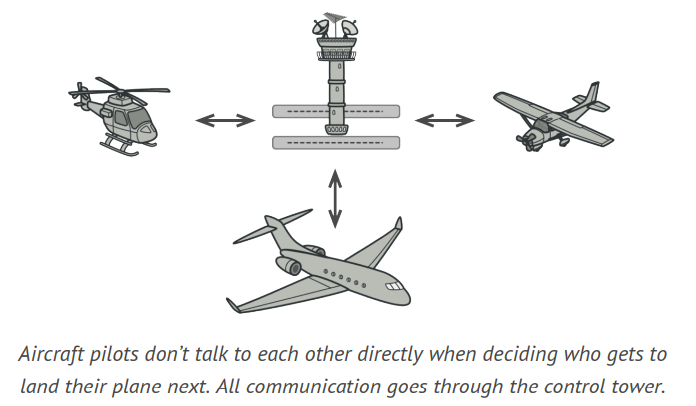 Aircraft pilots don’t talk to each other directly when deciding who gets to
land their plane next. All communication goes through the control tower.